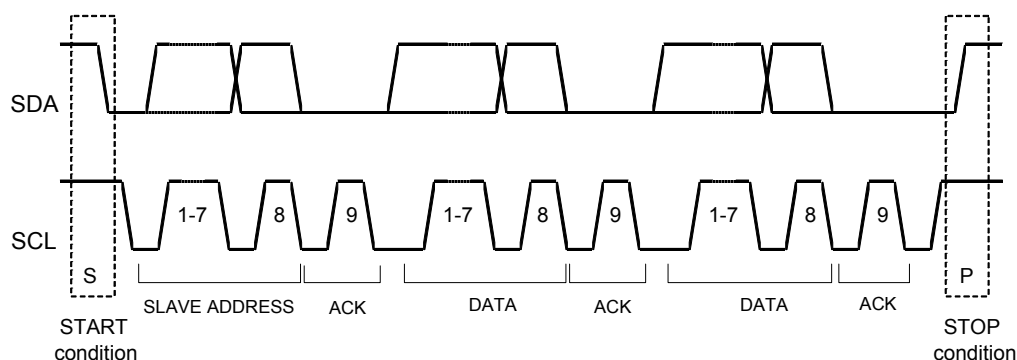 SDA
1-7 8 9 1-7 8 9 1-7 8 9
SCL
S P
SLAVE ADDRESS ACK DATA ACK DATA ACK
START
condition
STOP
condition